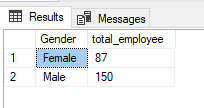 Results Messages
Gender total_employee
1 Female 87
2 Male 150